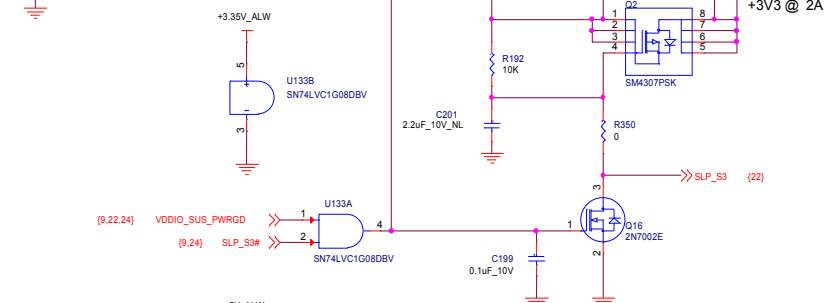 +3V3 @ 2A
Q2
1
2
3
4
8
7
6
5
SM4307PSK
+3.35V_ALW
5
U133B
SN74LVC1G08DBV
3
R192
10K
C201
2.2uF_10V_NL
R350
0
SLP_S3 {22}
3
{9,22,24} VDDIO_SUS_PWRGD
1
U133A
4
{9,24} SLP_S3#
2
SN74LVC1G08DBV
1
Q16
2N7002E
2
C199
0.1uF_10V